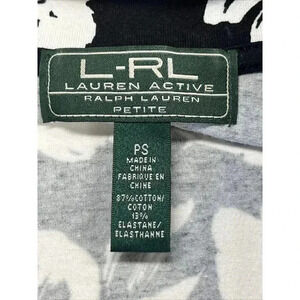 L-RL
LAUREN ACTIVE
RALPH LAUREN
PETITE
PS
MADE IN
CHINA
FABRIQUE EN
CHINE
87% COTTON/
COTON
13%
ELASTANE/
ELASTHANNE